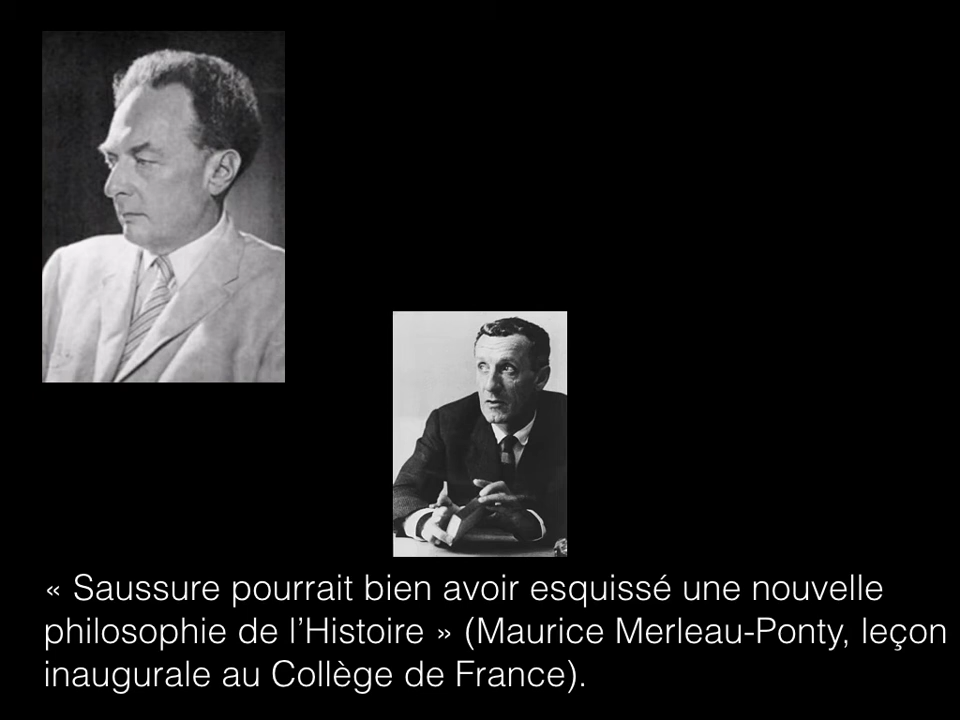 « Saussure pourrait bien avoir esquissé une nouvelle
philosophie de l’Histoire » (Maurice Merleau-Ponty, leçon
inaugurale au Collège de France).